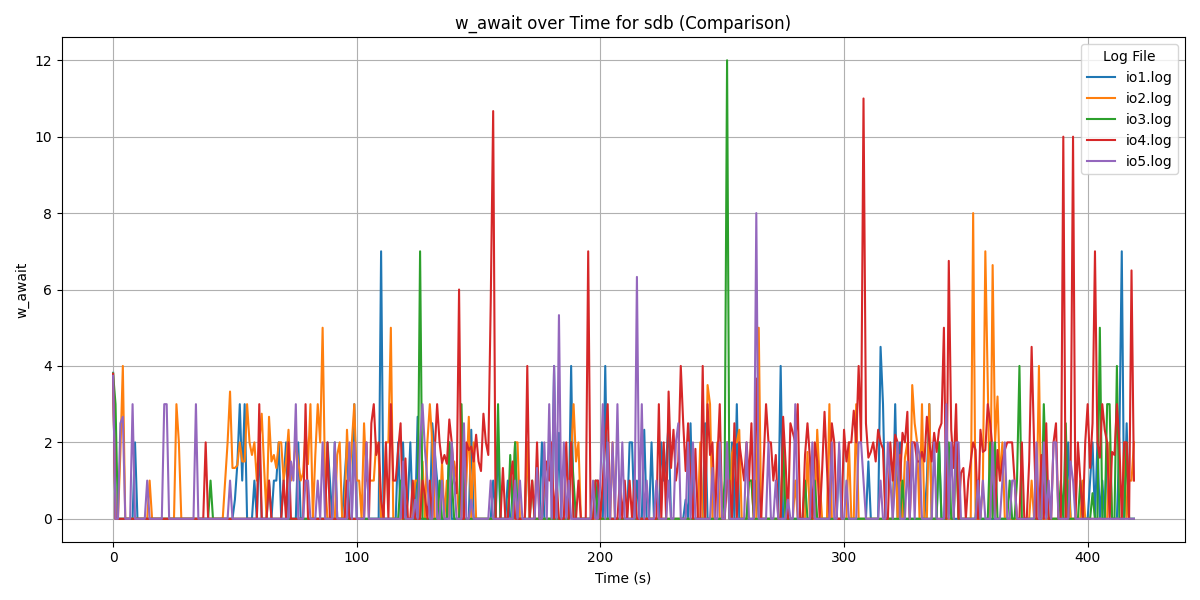 w_await over Time for sdb (Comparison)
w_await
12
10
8
6
4
2
0
0 100 200 300 400
Time (s)
Log File
io1.log
io2.log
io3.log
io4.log
io5.log